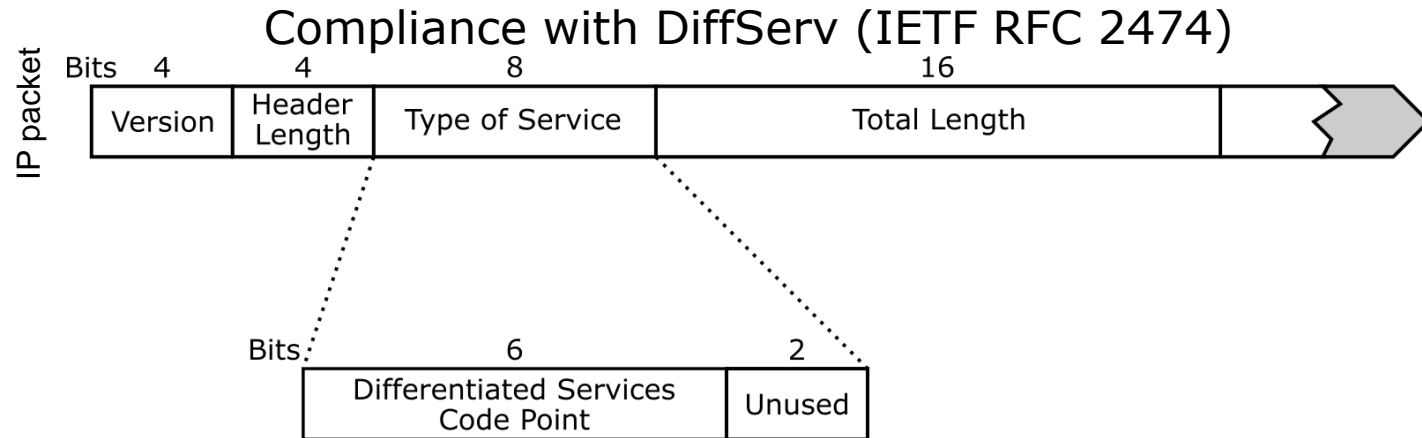 Compliance with DiffServ (IETF RFC 2474)
IP packet
Bits 4 4 8 16
Version
Header
Length
Type of Service
Total Length
Bits 6 2
Differentiated Services
Code Point
Unused